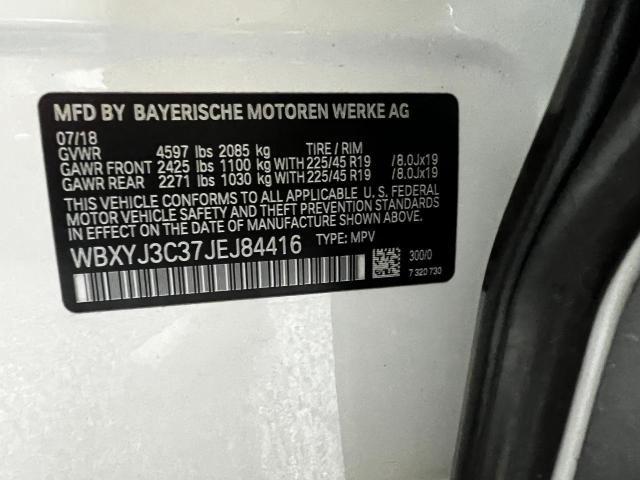 MFD BY BAYERISCHE MOTOREN WERKE AG
07/18
GVWR 4597 lbs 2085 kg TIRE / RIM
GAWR FRONT 2425 lbs 1100 kg WITH 225/45 R19 /8.0Jx19
GAWR REAR 2271 lbs 1030 kg WITH 225/45 R19 /8.0Jx19
THIS VEHICLE CONFORMS TO ALL APPLICABLE U. S. FEDERAL
MOTOR VEHICLE SAFETY AND THEFT PREVENTION STANDARDS
IN EFFECT ON THE DATE OF MANUFACTURE SHOWN ABOVE.
WBXYJ3C37JEJ84416 TYPE: MPV
300/0
7 320 730